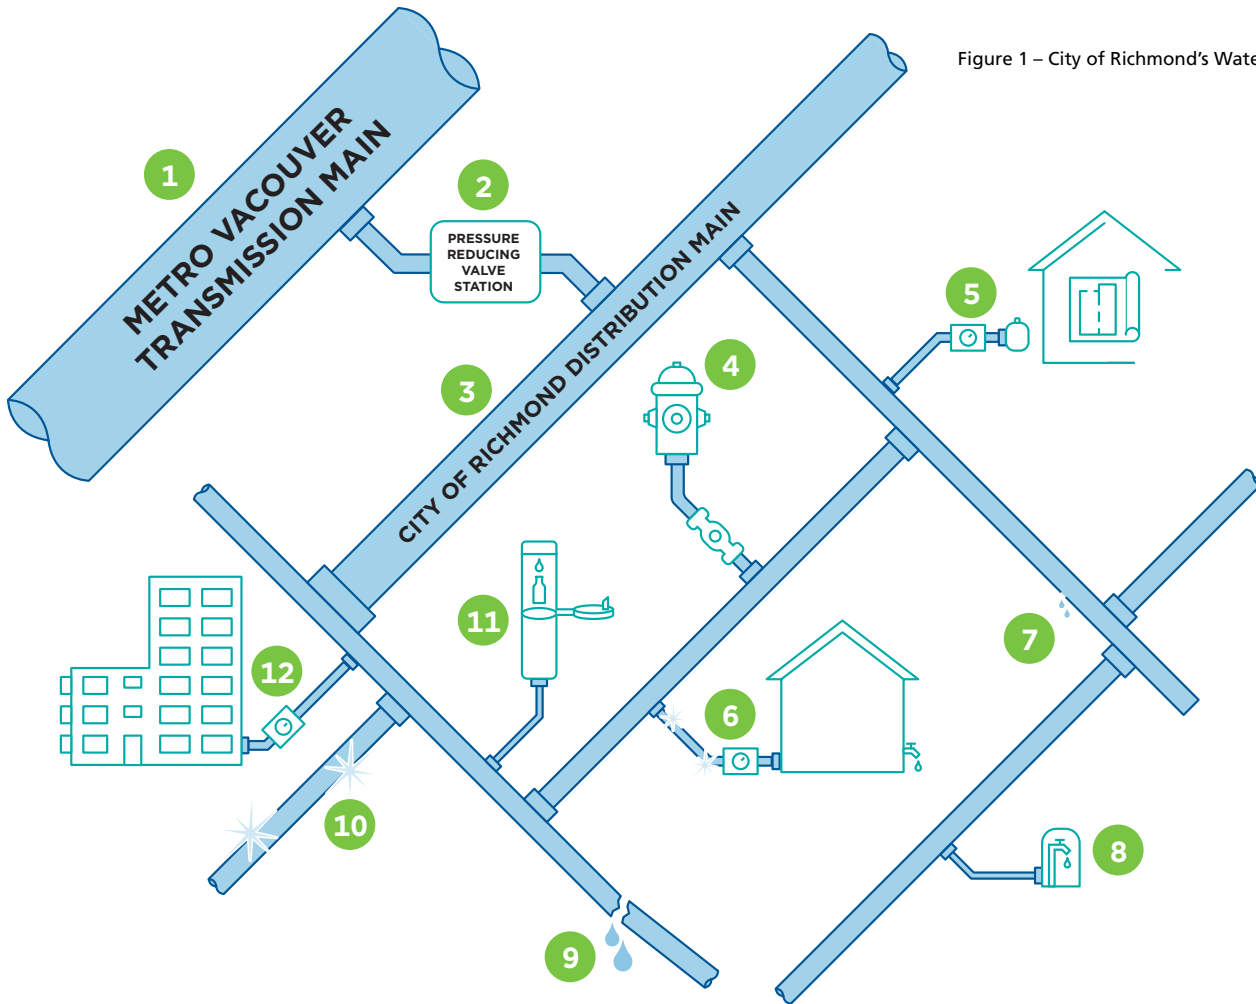 Figure 1 – City of Richmond's Wate
METRO VACOUVER
TRANSMISSION MAIN
1
2
PRESSURE
REDUCING
VALVE
STATION
3
CITY OF RICHMOND DISTRIBUTION MAIN
4
5
6
7
8
9
10
11
12